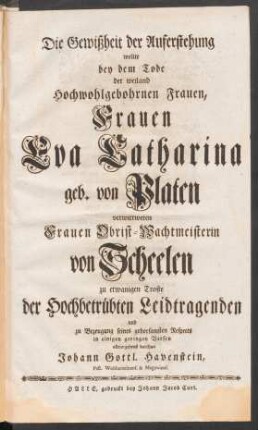 Die Gewißheit der Auferstehung
wolte
bey dem Tode
der weiland
Hochwohlgebohrnen Frauen,
Frauen
Eva Catharina
geb. von Platen
verwittweten
Frauen Obrist-Wachtmeisterin
von Scheelen
zu etwanigen Troste
der Hochbetrübten Leidtragenden
und
zu Bezeugung seines gehorsamsten Respects
in einigen geringen Versen
Johann Gottl. Havenstein,
Past.
HALLE, gedruckt bey Johann Jacob Curt.